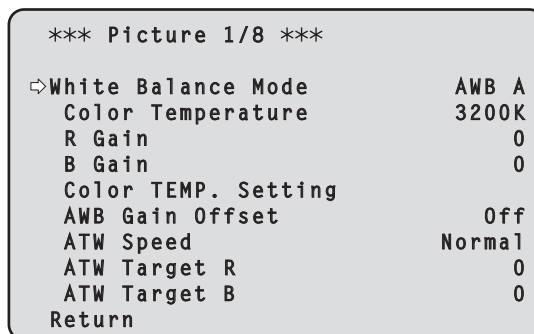 *** Picture 1/8 ***
⇨White Balance Mode AWB A
Color Temperature 3200K
R Gain 0
B Gain 0
Color TEMP. Setting
AWB Gain Offset Off
ATW Speed Normal
ATW Target R 0
ATW Target B 0
Return